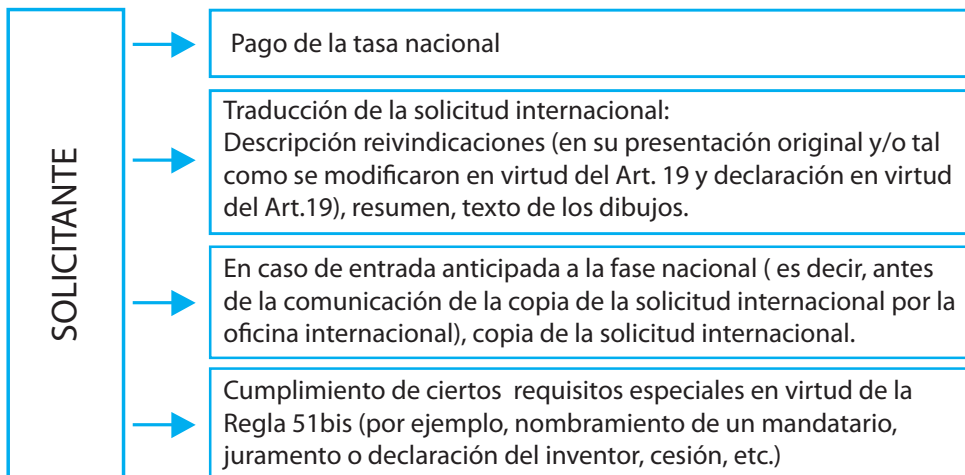 SOLICITANTE
Pago de la tasa nacional
Traducción de la solicitud internacional:
Descripción reivindicaciones (en su presentación original y/o tal
como se modificaron en virtud del Art. 19 y declaración en virtud
del Art.19), resumen, texto de los dibujos.
En caso de entrada anticipada a la fase nacional ( es decir, antes
de la comunicación de la copia de la solicitud internacional por la
oficina internacional), copia de la solicitud internacional.
Cumplimiento de ciertos  requisitos especiales en virtud de la
Regla 51bis (por ejemplo, nombramiento de un mandatario,
juramento o declaración del inventor, cesión, etc.)